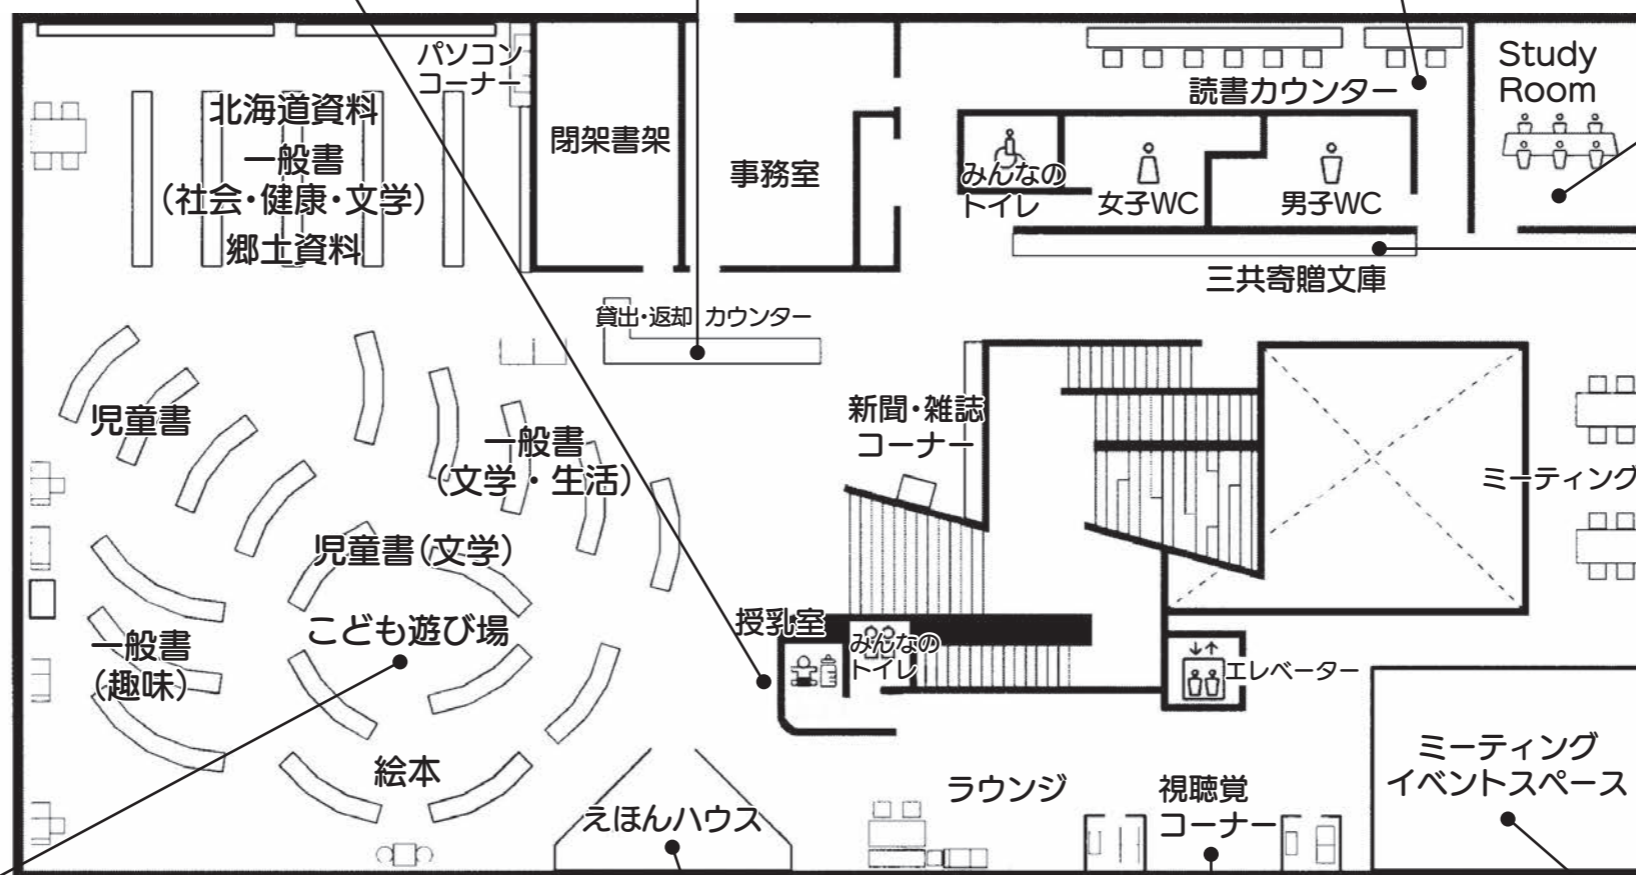 パソコン
コーナー
北海道資料
一般書
(社会・健康・文学)
郷土資料
閉架書架
事務室
読書カウンター
みんなの
トイレ
女子WC
男子WC
三共寄贈文庫
Study
Room
貸出・返却 カウンター
児童書
一般書
(文学・生活)
新聞・雑誌
コーナー
ミーティング
児童書(文学)
こども遊び場
一般書
(趣味)
絵本
授乳室
みんなの
トイレ
エレベーター
えほんハウス
ラウンジ
視聴覚
コーナー
ミーティング
イベントスペース